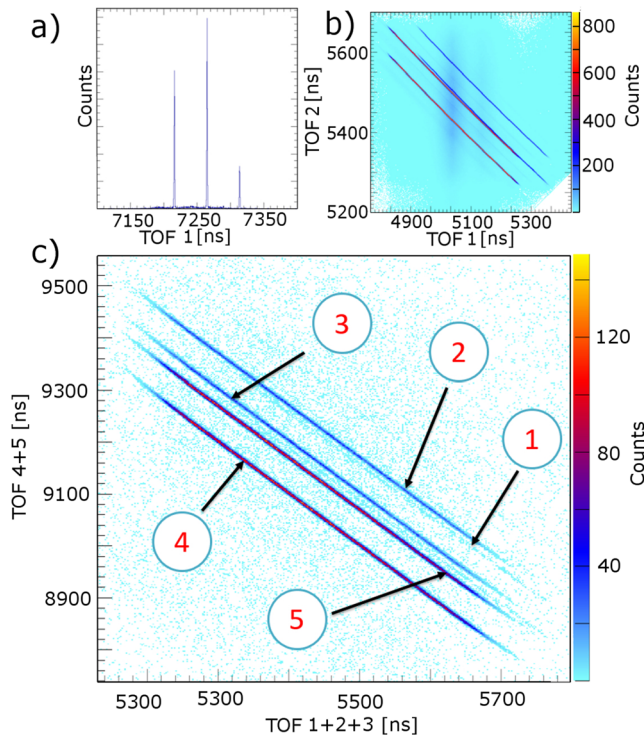 a)
Counts
7150 7250 7350
TOF 1 [ns]
b)
TOF 2 [ns]
5600
5400
5200
4900 5100 5300
TOF 1 [ns]
800
600
400
200
Counts
c)
TOF 4+5 [ns]
9500
9300
9100
8900
3
2
1
4
5
5300 5300 5500 5700
TOF 1+2+3 [ns]
120
80
40
Counts